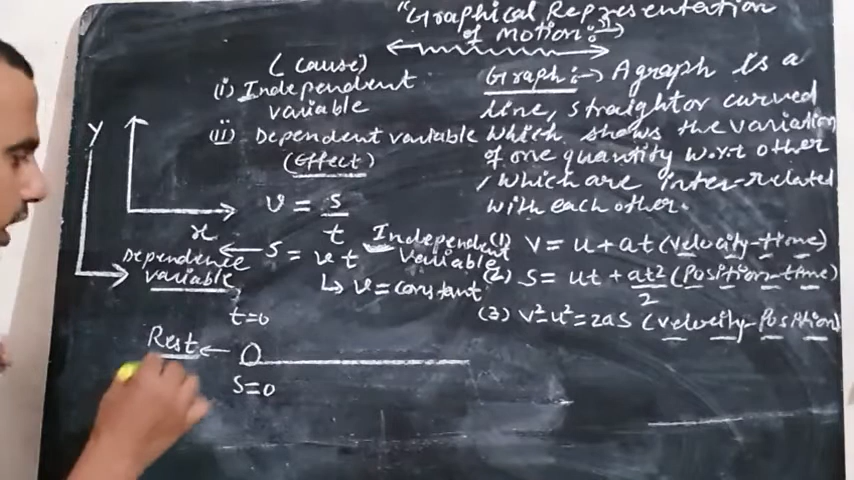 "Graphical Representation
of motion:->
(Cause)
(i) Independent
variable
(ii) Dependent variable
(Effect)
Graph:-> A graph is a
line, straight or curved
which shows the variation
of one quantity w.r.t other
, which are inter-related
with each other.
Y
x
v = s/t
Dependence
variable
s = vt
Independent
variable
v = constant
(1) v = u + at (velocity-time)
(2) s = ut + at2/2 (Position-time)
(3) v²-u²=2as (velocity-Position)
t=0
Rest
s=0